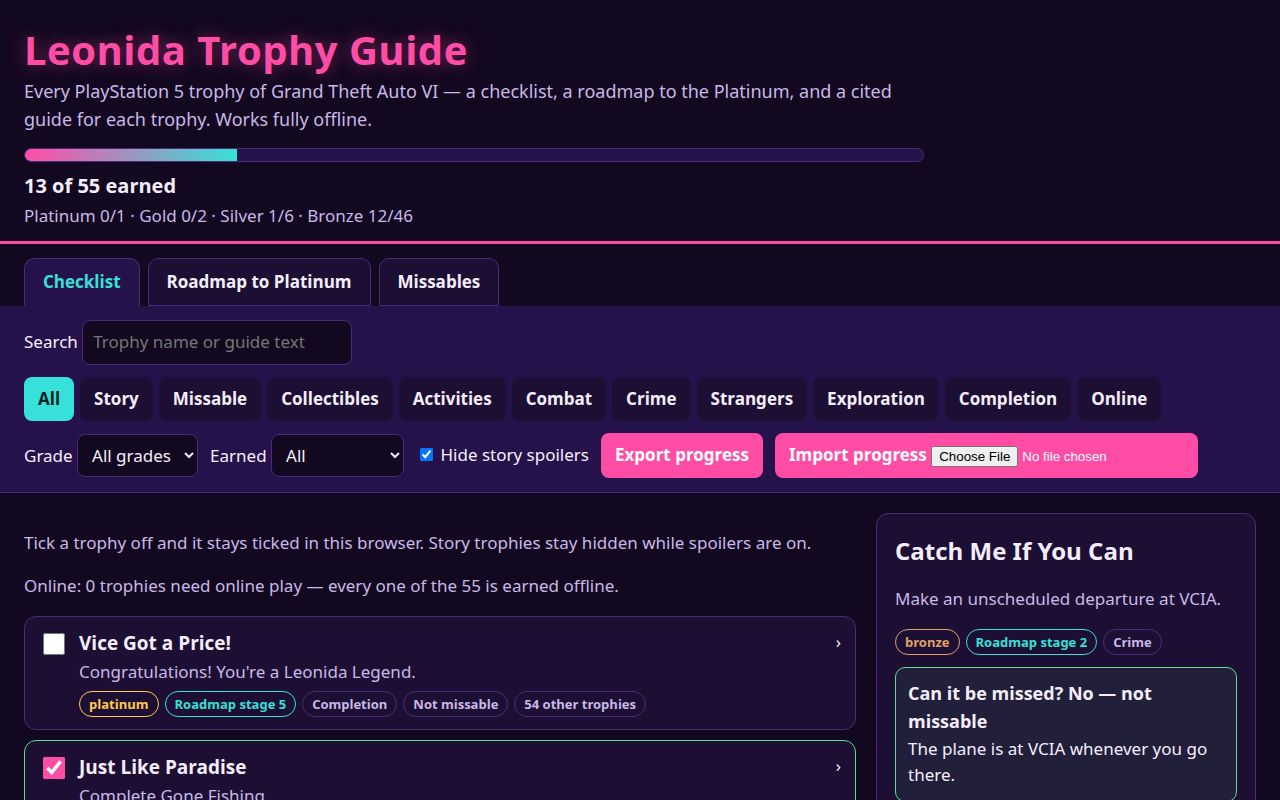 Leonida Trophy Guide
Every PlayStation 5 trophy of Grand Theft Auto VI — a checklist, a roadmap to the Platinum, and a cited
guide for each trophy. Works fully offline.
13 of 55 earned
Platinum 0/1 · Gold 0/2 · Silver 1/6 · Bronze 12/46
Checklist
Roadmap to Platinum
Missables
Search
Trophy name or guide text
All
Story
Missable
Collectibles
Activities
Combat
Crime
Strangers
Exploration
Completion
Online
Grade
All grades
Earned
All
Hide story spoilers
Export progress
Import progress
Choose File
No file chosen
Tick a trophy off and it stays ticked in this browser. Story trophies stay hidden while spoilers are on.
Online: 0 trophies need online play — every one of the 55 is earned offline.
Vice Got a Price!
›
Congratulations! You're a Leonida Legend.
platinum
Roadmap stage 5
Completion
Not missable
54 other trophies
Just Like Paradise
›
Complete Gone Fishing.
Catch Me If You Can
Make an unscheduled departure at VCIA.
bronze
Roadmap stage 2
Crime
Can it be missed? No — not
missable
The plane is at VCIA whenever you go
there.